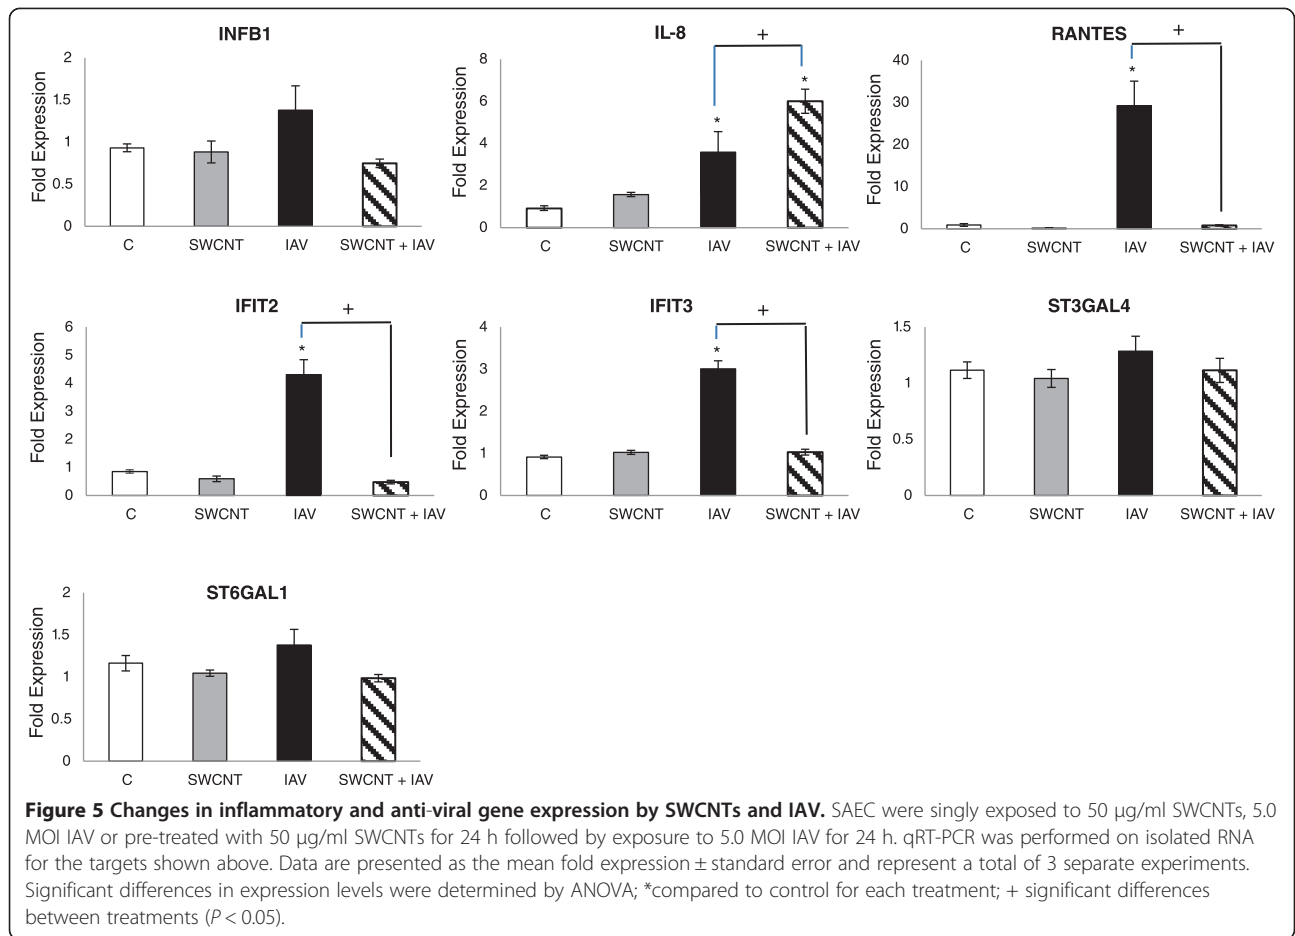 INFB1
2
1.5
1
0.5
0
Fold Expression
C SWCNT IAV SWCNT + IAV
IL-8
+
8
6
4
2
0
Fold Expression
*
*
C SWCNT IAV SWCNT + IAV
RANTES
+
40
30
20
10
0
Fold Expression
*
C SWCNT IAV SWCNT + IAV
IFIT2
+
6
5
4
3
2
1
0
Fold Expression
*
C SWCNT IAV SWCNT + IAV
IFIT3
+
4
3
2
1
0
Fold Expression
*
C SWCNT IAV SWCNT + IAV
ST3GAL4
1.5
1
0.5
0
Fold Expression
C SWCNT IAV SWCNT + IAV
ST6GAL1
2
1.5
1
0.5
0
Fold Expression
C SWCNT IAV SWCNT + IAV
Figure 5 Changes in inflammatory and anti-viral gene expression by SWCNTs and IAV. SAEC were singly exposed to 50 μg/ml SWCNTs, 5.0
MOI IAV or pre-treated with 50 μg/ml SWCNTs for 24 h followed by exposure to 5.0 MOI IAV for 24 h. qRT-PCR was performed on isolated RNA
for the targets shown above. Data are presented as the mean fold expression ± standard error and represent a total of 3 separate experiments.
Significant differences in expression levels were determined by ANOVA; *compared to control for each treatment; + significant differences
between treatments (P < 0.05).